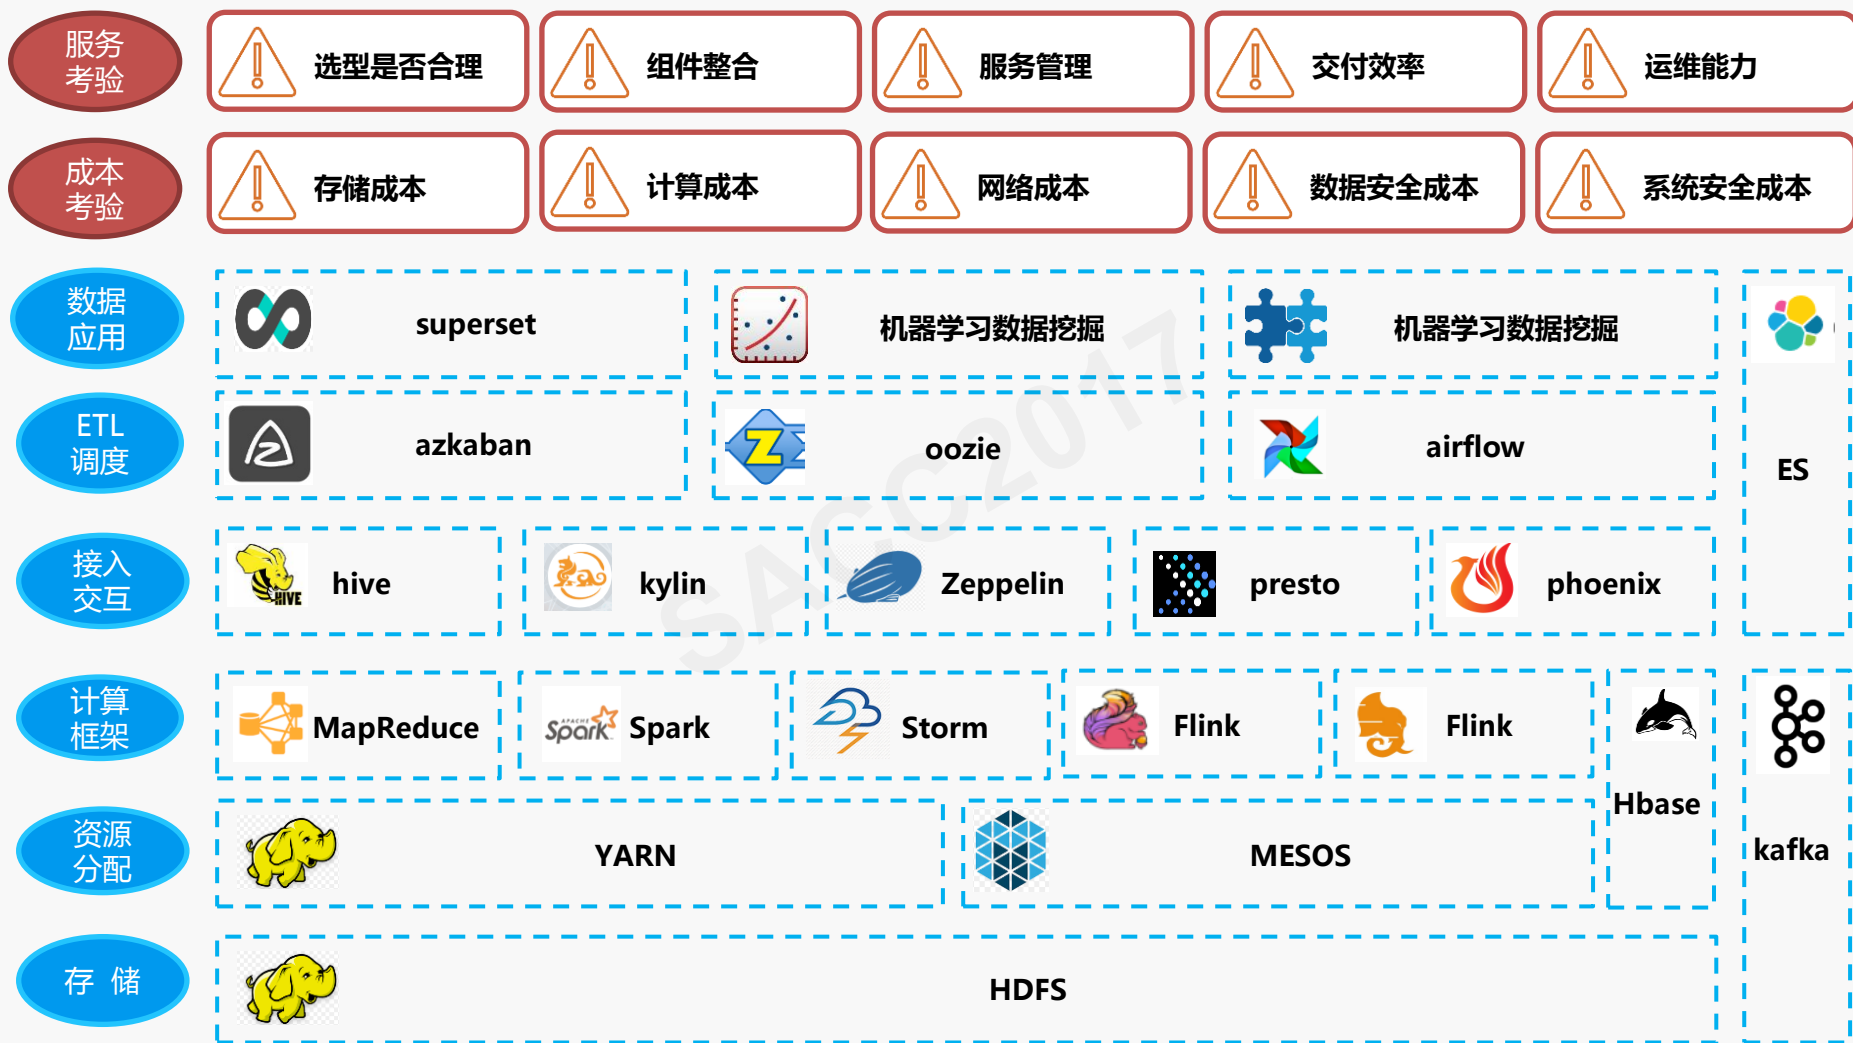 服务
考验
选型是否合理
组件整合
服务管理
交付效率
运维能力
成本
考验
存储成本
计算成本
网络成本
数据安全成本
系统安全成本
数据
应用
superset
机器学习数据挖掘
机器学习数据挖掘
ETL
调度
azkaban
Z
oozie
airflow
ES
接入
交互
HIVE
hive
kylin
Zeppelin
presto
phoenix
计算
框架
MapReduce
APACHE
Spark
Spark
Storm
Flink
Flink
Hbase
kafka
资源
分配
YARN
MESOS
存 储
HDFS
SACC2017